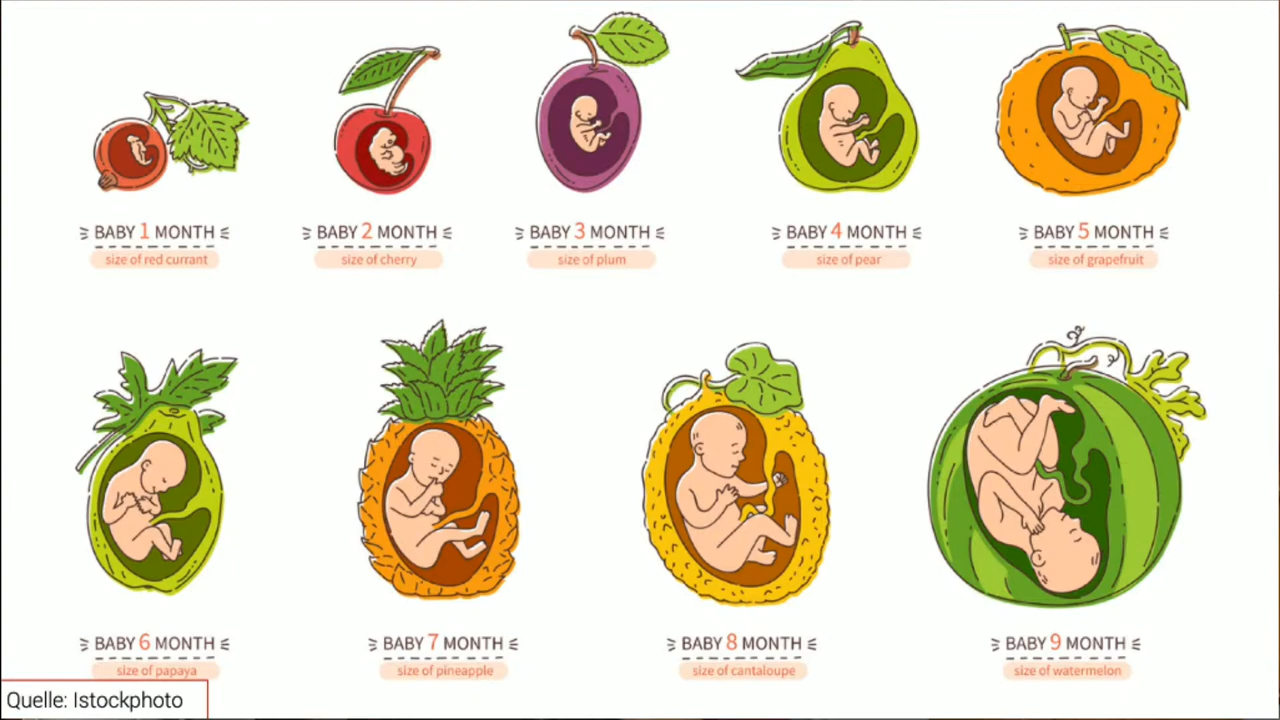 BABY 1 MONTH
size of red currant
BABY 2 MONTH
size of cherry
BABY 3 MONTH
size of plum
BABY 4 MONTH
size of pear
BABY 5 MONTH
size of grapefruit
BABY 6 MONTH
size of papaya
BABY 7 MONTH
size of pineapple
BABY 8 MONTH
size of cantaloupe
BABY 9 MONTH
size of watermelon
Quelle: Istockphoto